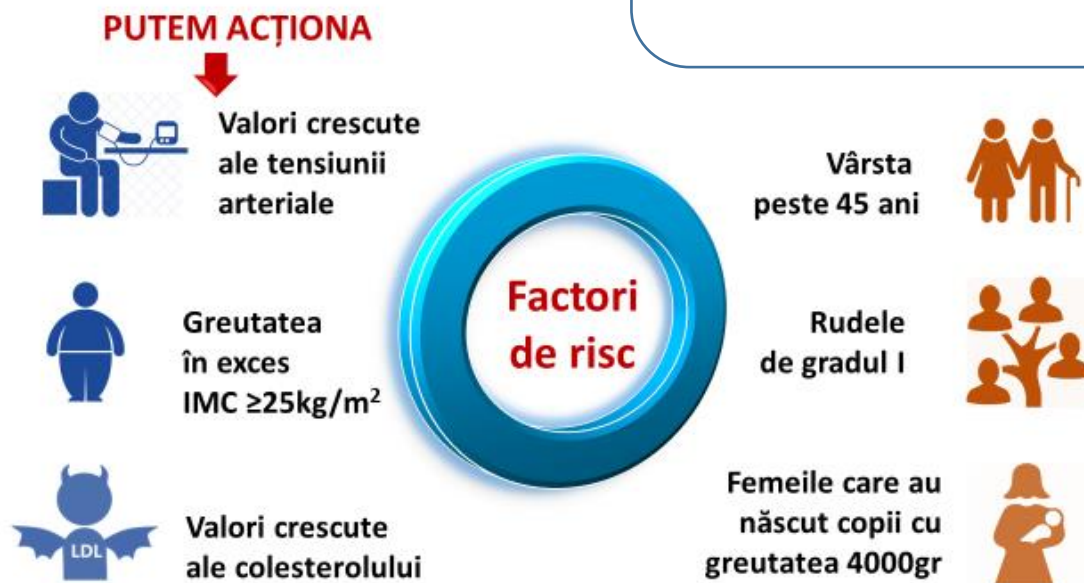 PUTEM ACȚIONA
Valori crescute
ale tensiunii
arteriale
Greutatea
în exces
IMC ≥25kg/m²
LDL
Valori crescute
ale colesterolului
Factori
de risc
Vârsta
peste 45 ani
Rudele
de gradul I
Femeile care au
născut copii cu
greutatea 4000gr